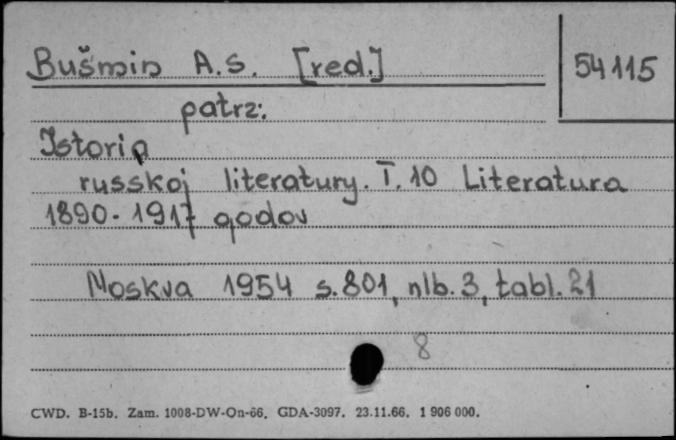 Bušmin A.S. [red.]
54115
patrz:
Istorija
russkoj literatury. T. 10 Literatura
1890-1917 godov
Moskva 1954 s. 801, nlb. 3, tabl. 21
8
CWD. B-15b. Zam. 1008-DW-On-66. GDA-3097. 23.11.66. 1 906 000.